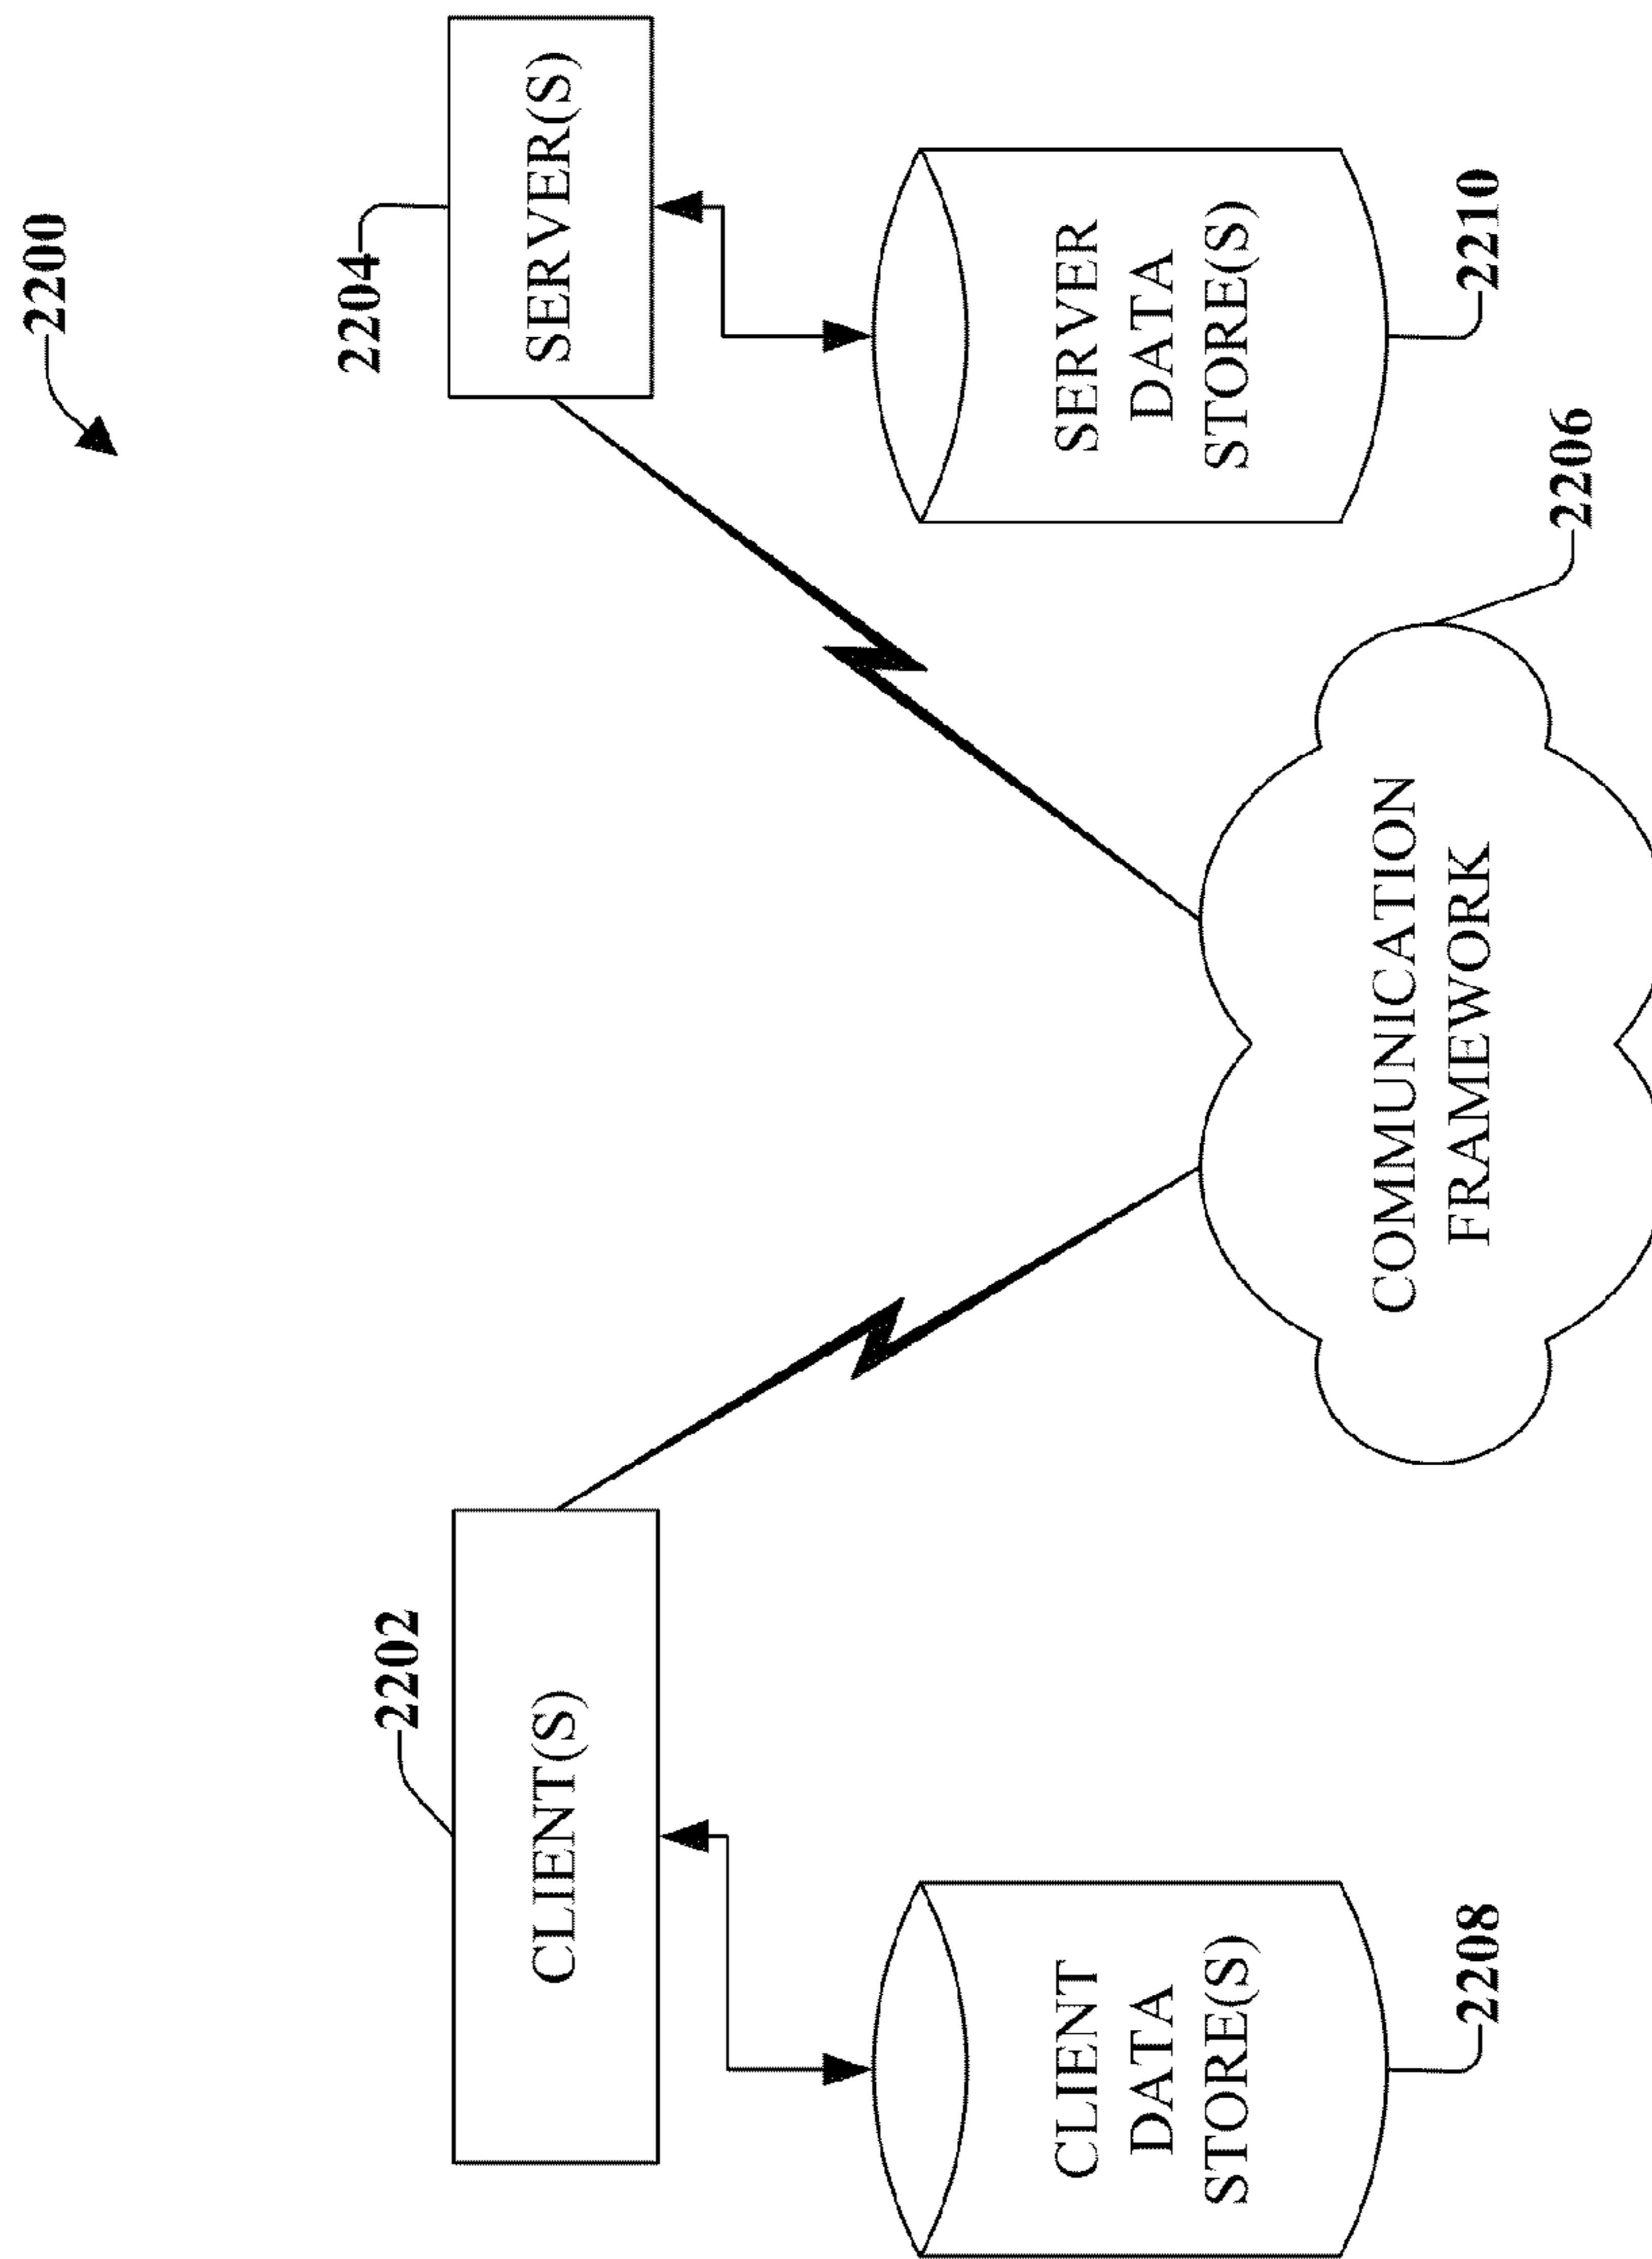 2200
2202
2204
CLIENT(S)
SERVER(S)
CLIENT
DATA
STORE(S)
SERVER
DATA
STORE(S)
COMMUNICATION
FRAMEWORK
2208
2210
2206